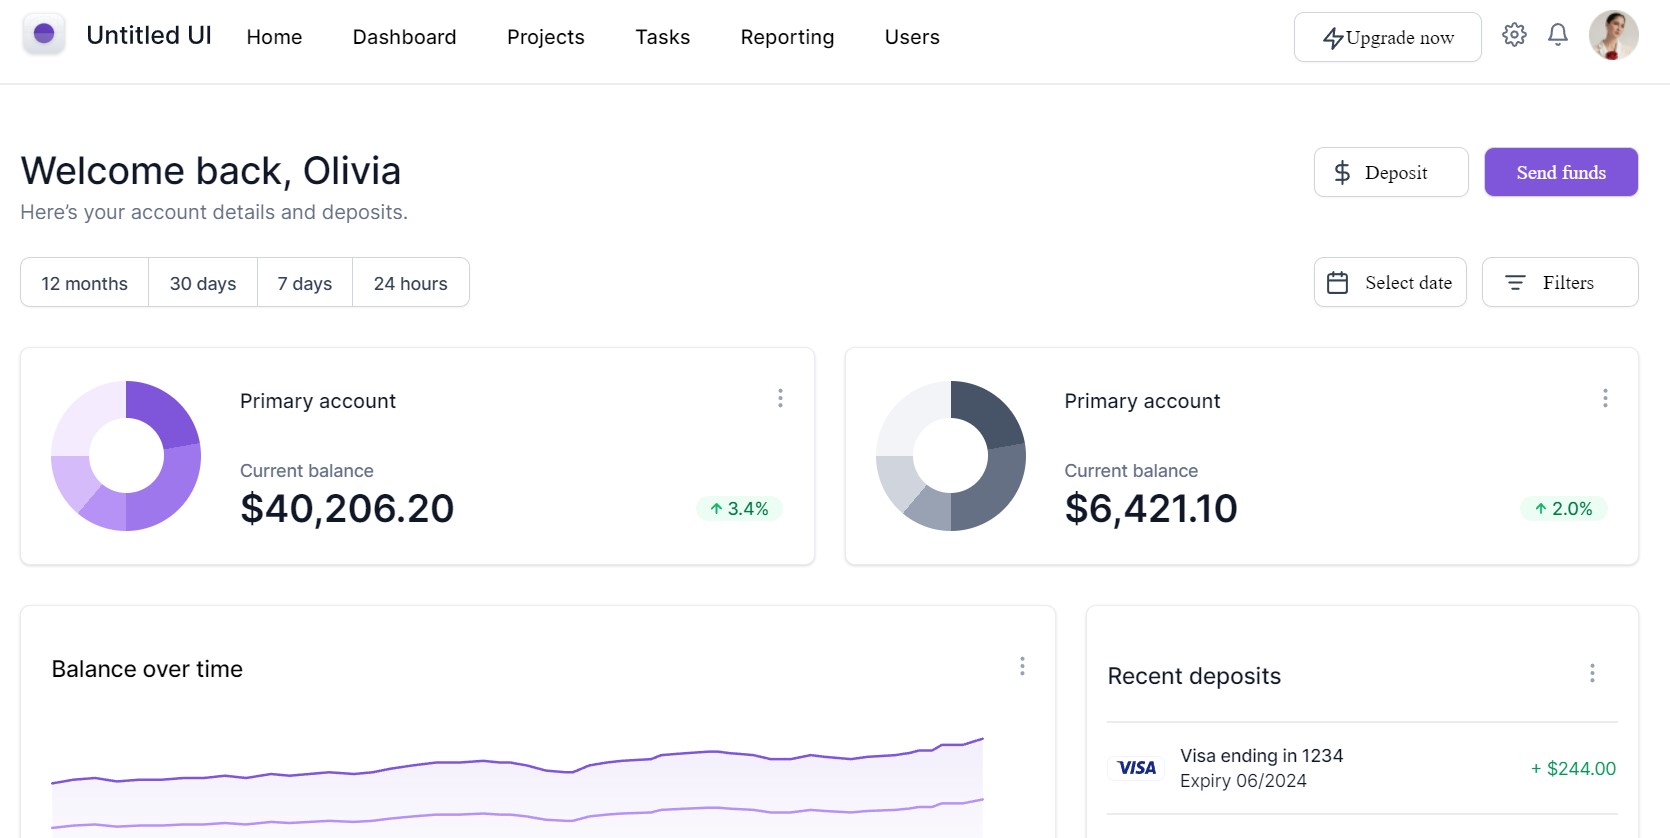 Untitled UI
Home
Dashboard
Projects
Tasks
Reporting
Users
Upgrade now
Welcome back, Olivia
Here’s your account details and deposits.
Deposit
Send funds
12 months
30 days
7 days
24 hours
Select date
Filters
Primary account
Current balance
$40,206.20
3.4%
Primary account
Current balance
$6,421.10
2.0%
Balance over time
Recent deposits
VISA
Visa ending in 1234
Expiry 06/2024
+ $244.00